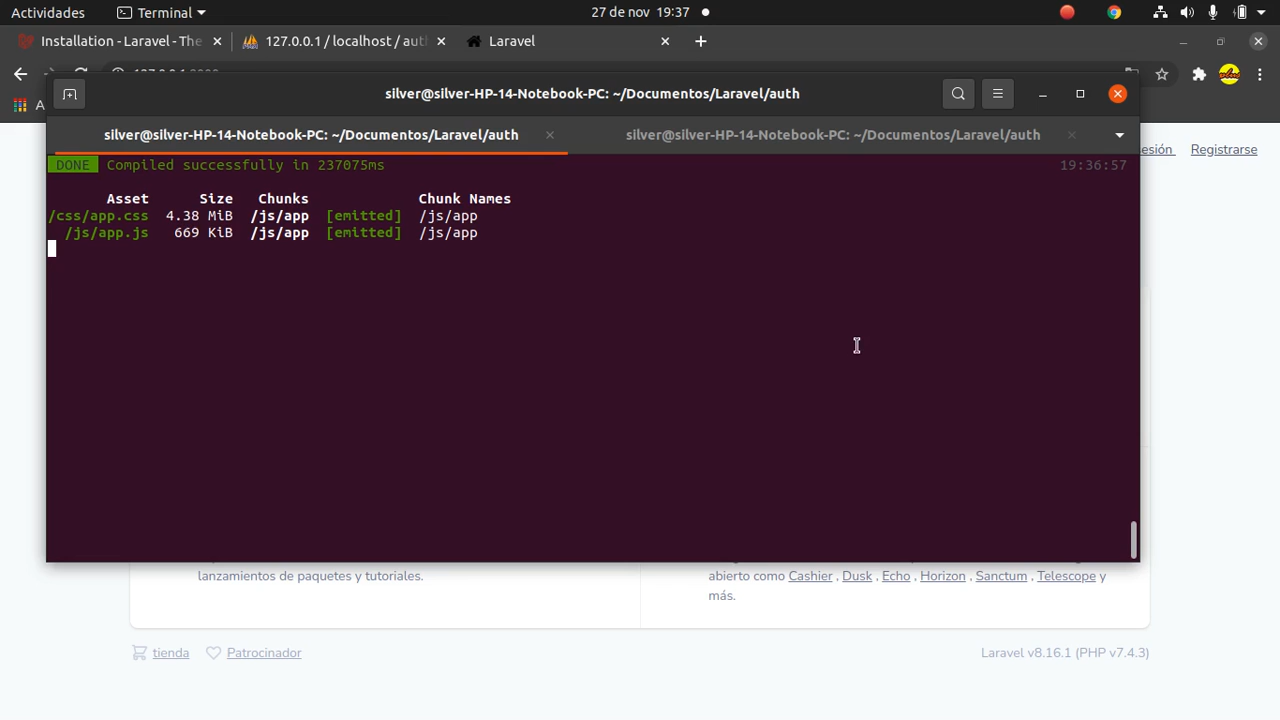 Actividades Terminal 27 de nov 19:37
Installation - Laravel - The 127.0.0.1 / localhost / aut Laravel
silver@silver-HP-14-Notebook-PC: ~/Documentos/Laravel/auth
silver@silver-HP-14-Notebook-PC: ~/Documentos/Laravel/auth silver@silver-HP-14-Notebook-PC: ~/Documentos/Laravel/auth
esión Registrarse
DONE Compiled successfully in 237075ms 19:36:57
Asset Size Chunks Chunk Names
/css/app.css 4.38 MiB /js/app [emitted] /js/app
/js/app.js 669 KiB /js/app [emitted] /js/app
lanzamientos de paquetes y tutoriales.
abierto como Cashier , Dusk , Echo , Horizon , Sanctum , Telescope y
más.
tienda Patrocinador Laravel v8.16.1 (PHP v7.4.3)